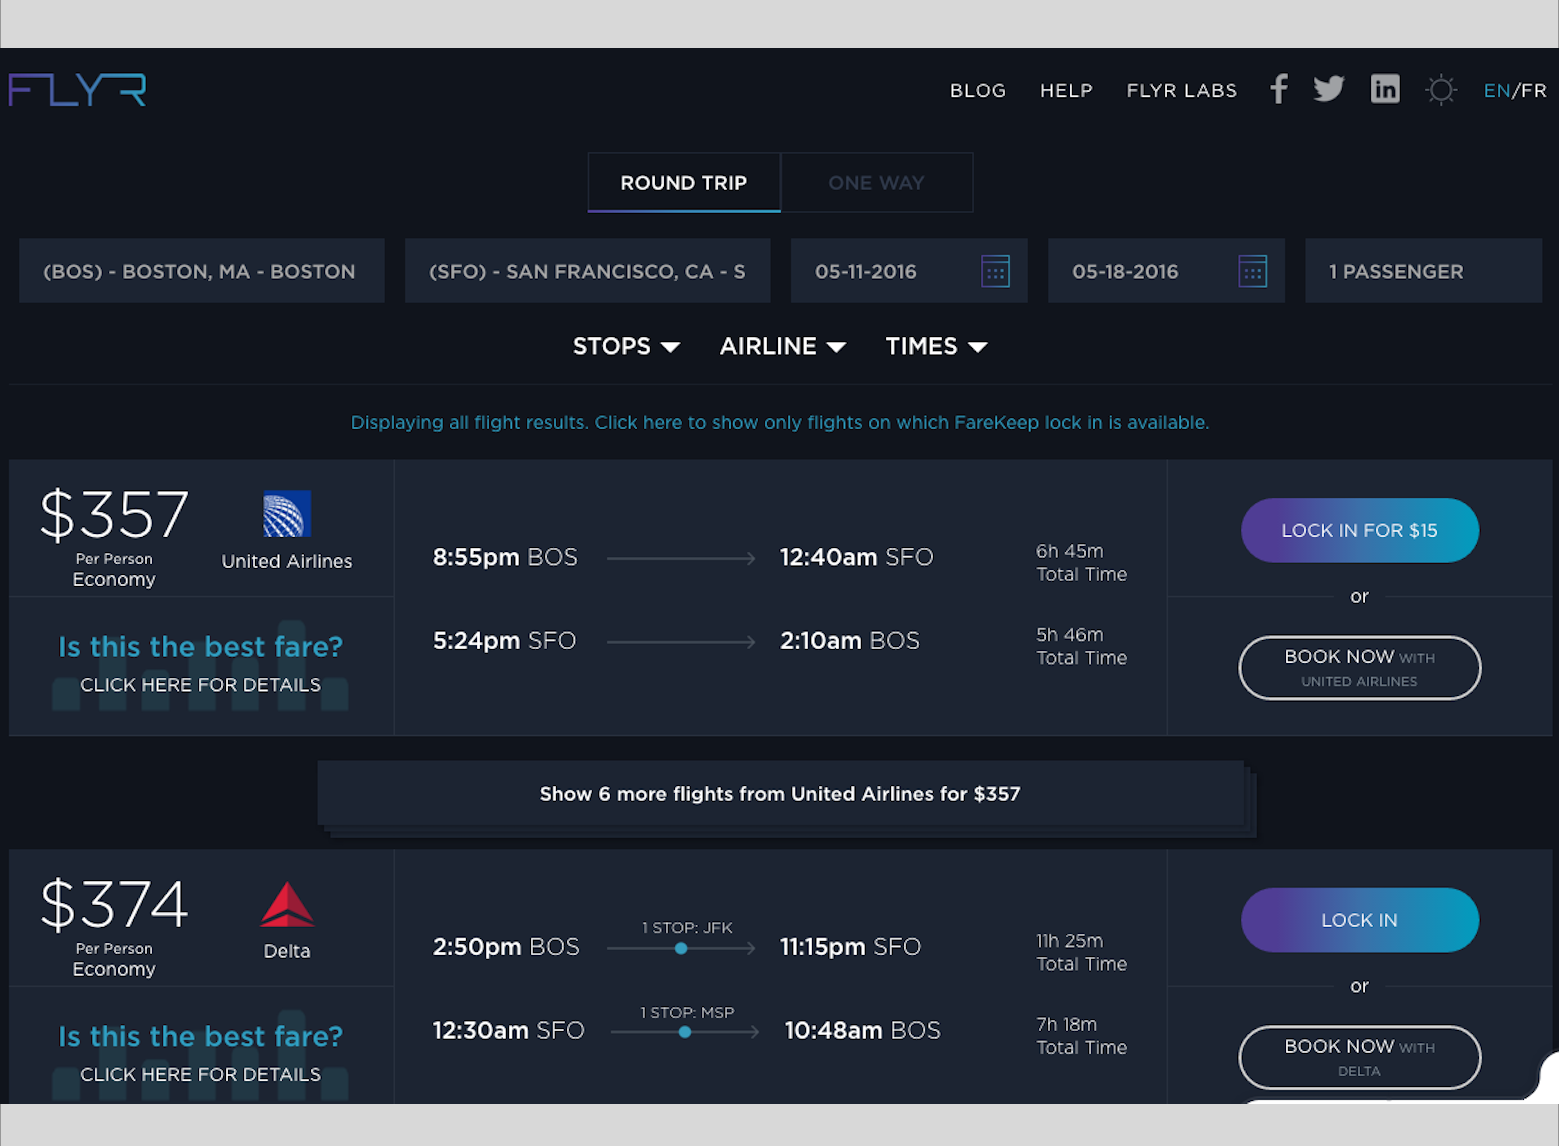 FLYR
BLOG HELP FLYR LABS f in EN/FR
ROUND TRIP ONE WAY
(BOS) - BOSTON, MA - BOSTON (SFO) - SAN FRANCISCO, CA - S 05-11-2016 05-18-2016 1 PASSENGER
STOPS AIRLINE TIMES
Displaying all flight results. Click here to show only flights on which FareKeep lock in is available.
$357
Per Person
Economy
United Airlines
Is this the best fare?
CLICK HERE FOR DETAILS
8:55pm BOS 12:40am SFO
6h 45m
Total Time
5:24pm SFO 2:10am BOS
5h 46m
Total Time
LOCK IN FOR $15
or
BOOK NOW WITH
UNITED AIRLINES
Show 6 more flights from United Airlines for $357
$374
Per Person
Economy
Delta
Is this the best fare?
CLICK HERE FOR DETAILS
1 STOP: JFK
2:50pm BOS 11:15pm SFO
11h 25m
Total Time
1 STOP: MSP
12:30am SFO 10:48am BOS
7h 18m
Total Time
LOCK IN
or
BOOK NOW WITH
DELTA